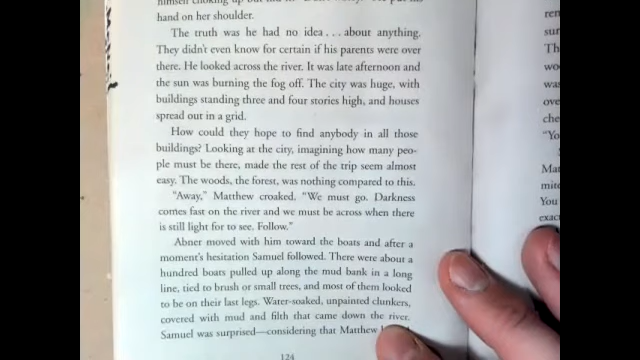 hand on her shoulder.
The truth was he had no idea . . . about anything.
They didn't even know for certain if his parents were over
there. He looked across the river. It was late afternoon and
the sun was burning the fog off. The city was huge, with
buildings standing three and four stories high, and houses
spread out in a grid.
How could they hope to find anybody in all those
buildings? Looking at the city, imagining how many peo-
ple must be there, made the rest of the trip seem almost
easy. The woods, the forest, was nothing compared to this.
"Away," Matthew croaked. "We must go. Darkness
comes fast on the river and we must be across when there
is still light for to see. Follow."
Abner moved with him toward the boats and after a
moment's hesitation Samuel followed. There were about a
hundred boats pulled up along the mud bank in a long
line, tied to brush or small trees, and most of them looked
to be on their last legs. Water-soaked, unpainted clunkers,
covered with mud and filth that came down the river.
Samuel was surprised—considering that Matthew
124